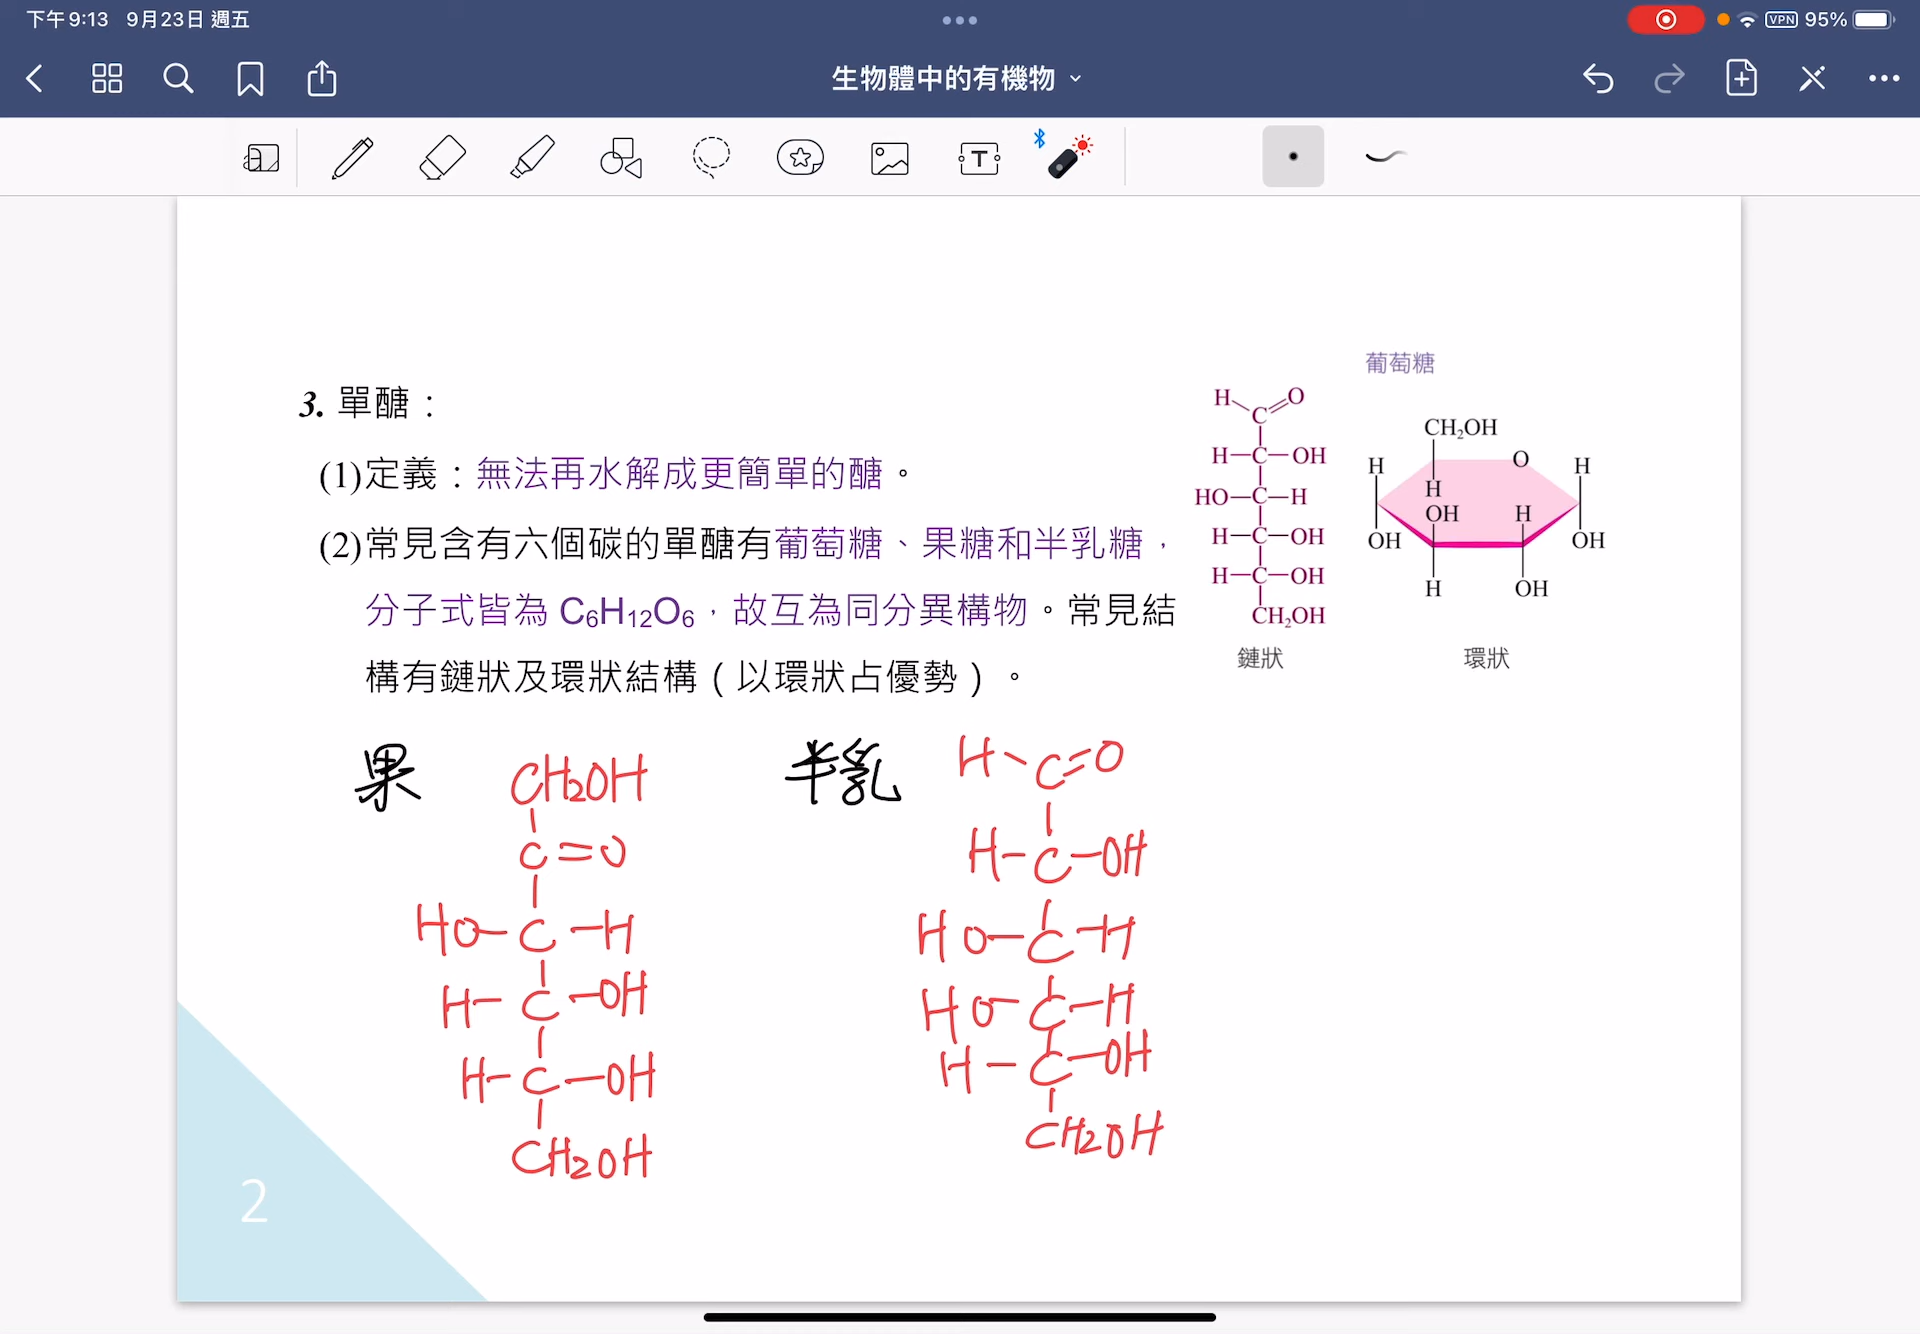 下午9:13 9月23日 週五
VPN 95%
生物體中的有機物
T
3. 單醣：
(1)定義：無法再水解成更簡單的醣。
(2)常見含有六個碳的單醣有葡萄糖、果糖和半乳糖，
分子式皆為 C₆H₁₂O₆，故互為同分異構物。常見結
構有鏈狀及環狀結構（以環狀占優勢）。
葡萄糖
H C=O
H—C—OH
HO—C—H
H—C—OH
H—C—OH
CH₂OH
鏈狀
CH₂OH
H O H
H
OH H
OH OH
H OH
環狀
果
CH₂OH
C=O
HO-C-H
H-C-OH
H-C-OH
CH₂OH
半乳
H-C=O
H-C-OH
HO-C-H
HO-C-H
H-C-OH
CH₂OH
2